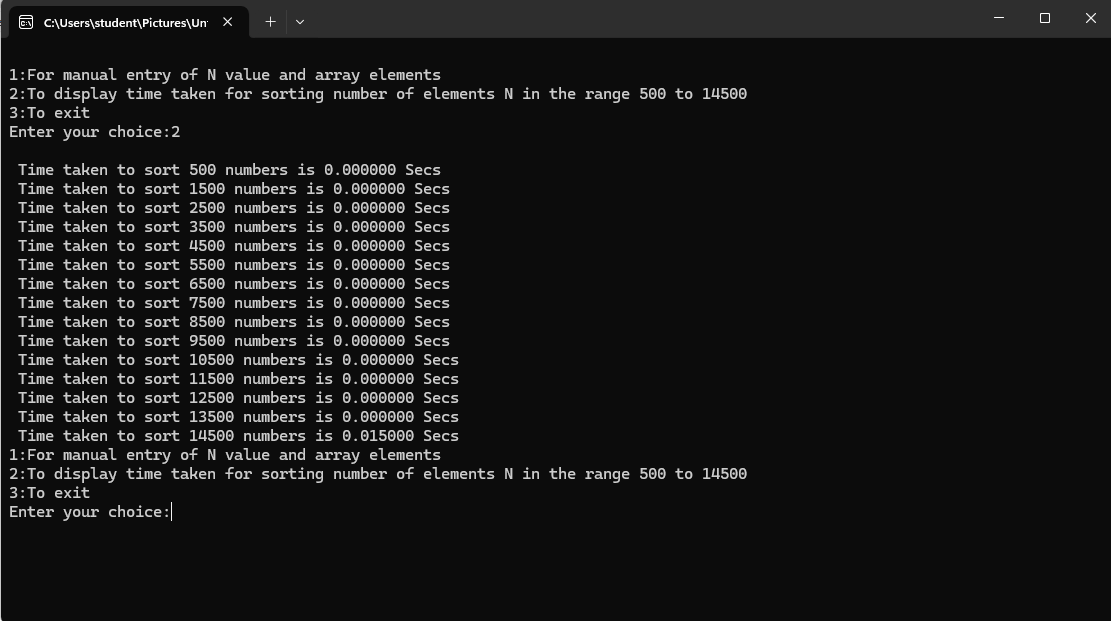 C:\Users\student\Pictures\Un
1:For manual entry of N value and array elements
2:To display time taken for sorting number of elements N in the range 500 to 14500
3:To exit
Enter your choice:2
Time taken to sort 500 numbers is 0.000000 Secs
Time taken to sort 1500 numbers is 0.000000 Secs
Time taken to sort 2500 numbers is 0.000000 Secs
Time taken to sort 3500 numbers is 0.000000 Secs
Time taken to sort 4500 numbers is 0.000000 Secs
Time taken to sort 5500 numbers is 0.000000 Secs
Time taken to sort 6500 numbers is 0.000000 Secs
Time taken to sort 7500 numbers is 0.000000 Secs
Time taken to sort 8500 numbers is 0.000000 Secs
Time taken to sort 9500 numbers is 0.000000 Secs
Time taken to sort 10500 numbers is 0.000000 Secs
Time taken to sort 11500 numbers is 0.000000 Secs
Time taken to sort 12500 numbers is 0.000000 Secs
Time taken to sort 13500 numbers is 0.000000 Secs
Time taken to sort 14500 numbers is 0.015000 Secs
1:For manual entry of N value and array elements
2:To display time taken for sorting number of elements N in the range 500 to 14500
3:To exit
Enter your choice: